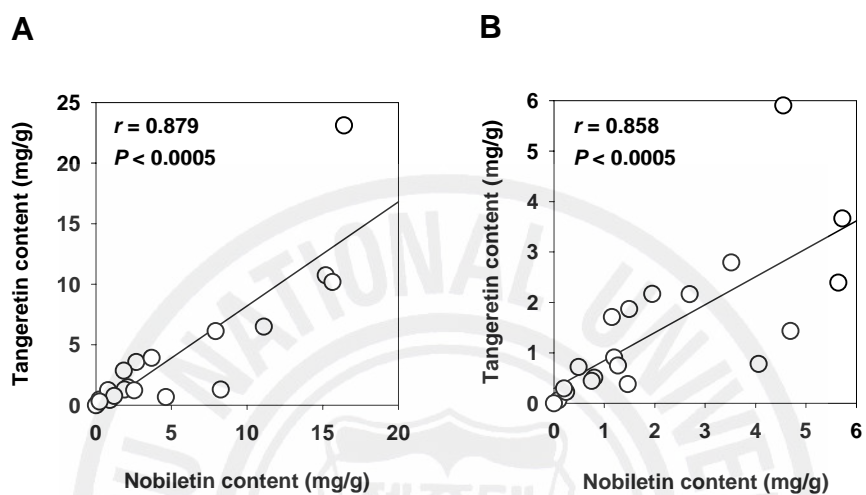 A
Tangeretin content (mg/g)
25
20
15
10
5
0
r = 0.879
P < 0.0005
0 5 10 15 20
Nobiletin content (mg/g)
B
Tangeretin content (mg/g)
6
5
4
3
2
1
0
r = 0.858
P < 0.0005
0 1 2 3 4 5 6
Nobiletin content (mg/g)
NATIONAL UNIVE